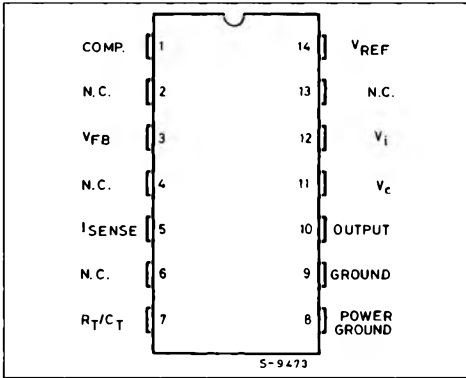 COMP. 1 14 VREF
N.C. 2 13 N.C.
VFB 3 12 Vi
N.C. 4 11 Vc
ISENSE 5 10 OUTPUT
N.C. 6 9 GROUND
RT/CT 7 8 POWER GROUND
S-9473